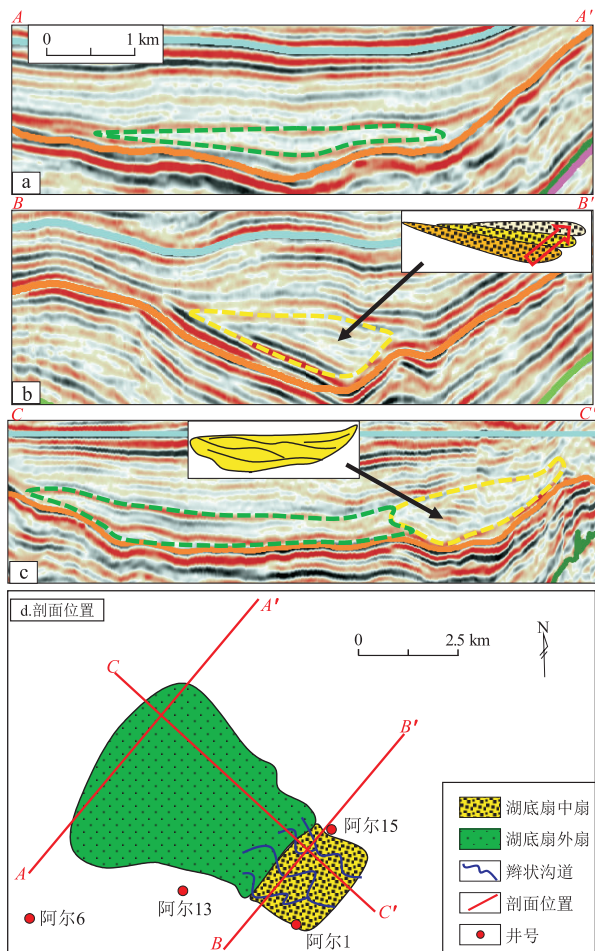 A A′
0 1 km
a
B B′
b
C C′
c
d.剖面位置
A′
0 2.5 km
N
C
B′
阿尔15
A
阿尔13
C′
阿尔6
B
阿尔1
湖底扇中扇
湖底扇外扇
辫状沟道
剖面位置
井号